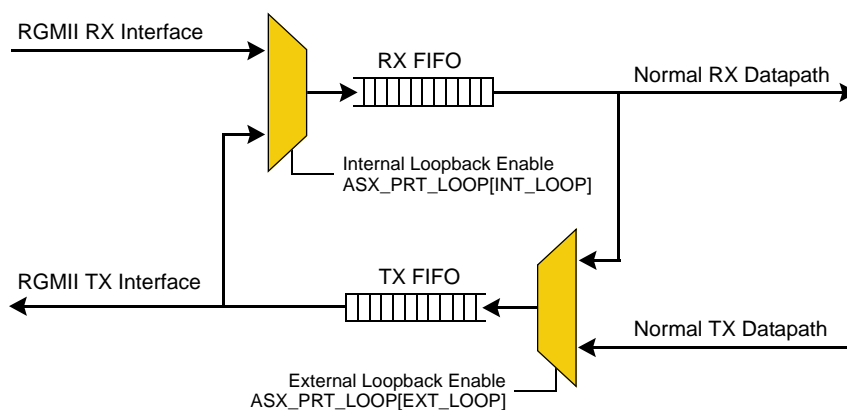 RGMII RX Interface
RX FIFO
Normal RX Datapath
Internal Loopback Enable
ASX_PRT_LOOP[INT_LOOP]
RGMII TX Interface
TX FIFO
Normal TX Datapath
External Loopback Enable
ASX_PRT_LOOP[EXT_LOOP]